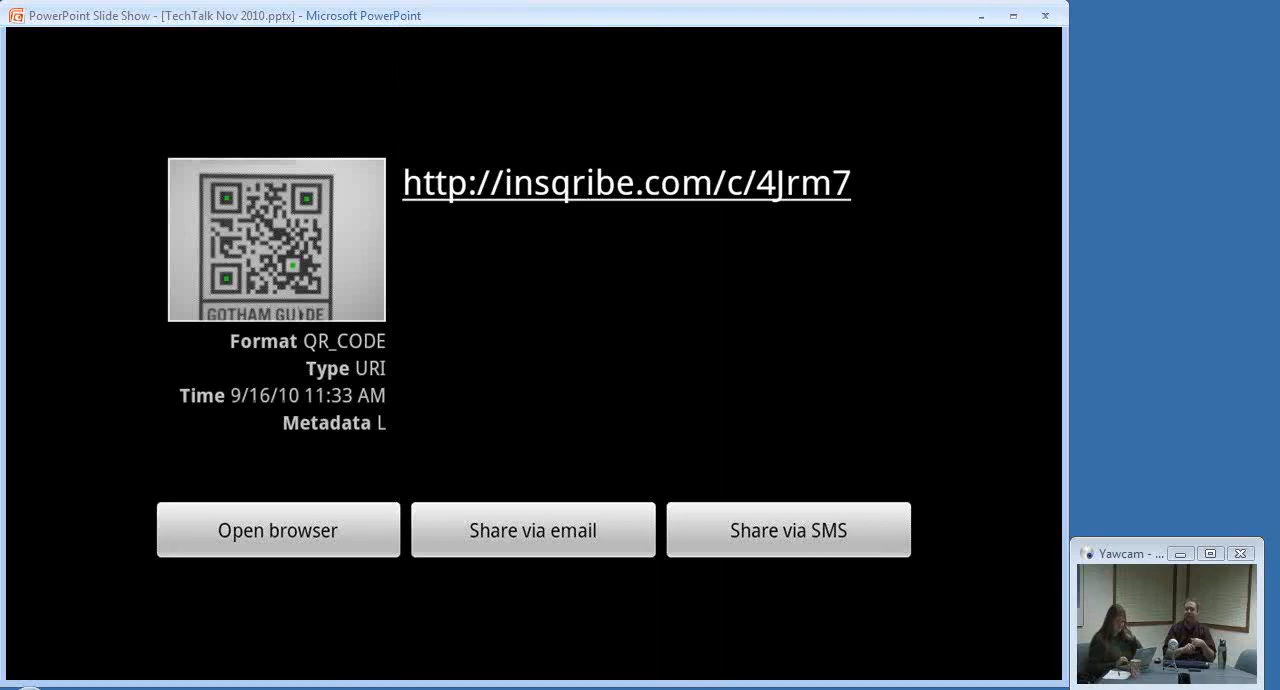 PowerPoint Slide Show - [TechTalk Nov 2010.pptx] - Microsoft PowerPoint
http://insqribe.com/c/4Jrm7
GOTHAM GUIDE
Format QR_CODE
Type URI
Time 9/16/10 11:33 AM
Metadata L
Open browser
Share via email
Share via SMS
Yawcam - ...